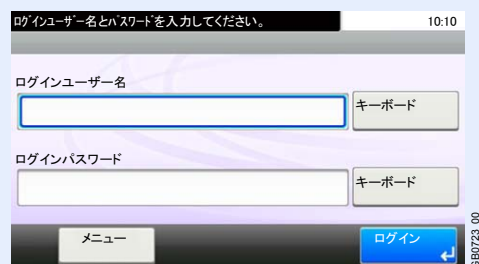 ﾛｸﾞｲﾝﾕｰｻﾞｰ名とﾊﾟｽﾜｰﾄﾞを入力してください。 10:10
ログインユーザー名
キーボード
ログインパスワード
キーボード
メニュー ログイン
GB0723_00